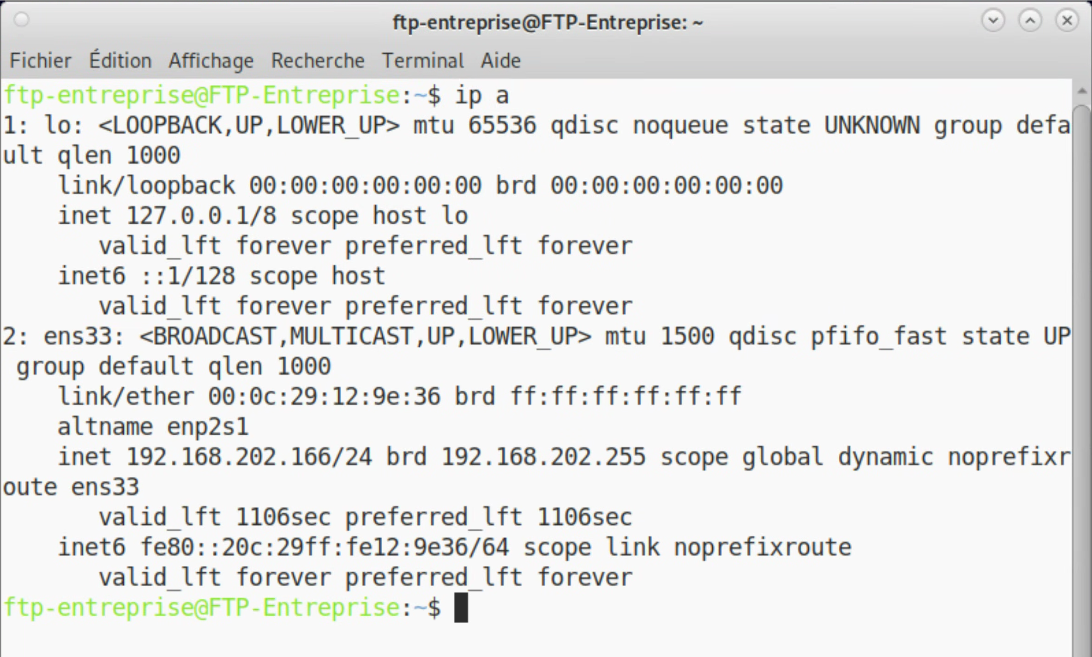 ftp-entreprise@FTP-Entreprise: ~
Fichier Édition Affichage Recherche Terminal Aide
ftp-entreprise@FTP-Entreprise:~$ ip a
1: lo: <LOOPBACK,UP,LOWER_UP> mtu 65536 qdisc noqueue state UNKNOWN group defa
ult qlen 1000
    link/loopback 00:00:00:00:00:00 brd 00:00:00:00:00:00
    inet 127.0.0.1/8 scope host lo
       valid_lft forever preferred_lft forever
    inet6 ::1/128 scope host
       valid_lft forever preferred_lft forever
2: ens33: <BROADCAST,MULTICAST,UP,LOWER_UP> mtu 1500 qdisc pfifo_fast state UP
 group default qlen 1000
    link/ether 00:0c:29:12:9e:36 brd ff:ff:ff:ff:ff:ff
    altname enp2s1
    inet 192.168.202.166/24 brd 192.168.202.255 scope global dynamic noprefixr
oute ens33
       valid_lft 1106sec preferred_lft 1106sec
    inet6 fe80::20c:29ff:fe12:9e36/64 scope link noprefixroute
       valid_lft forever preferred_lft forever
ftp-entreprise@FTP-Entreprise:~$